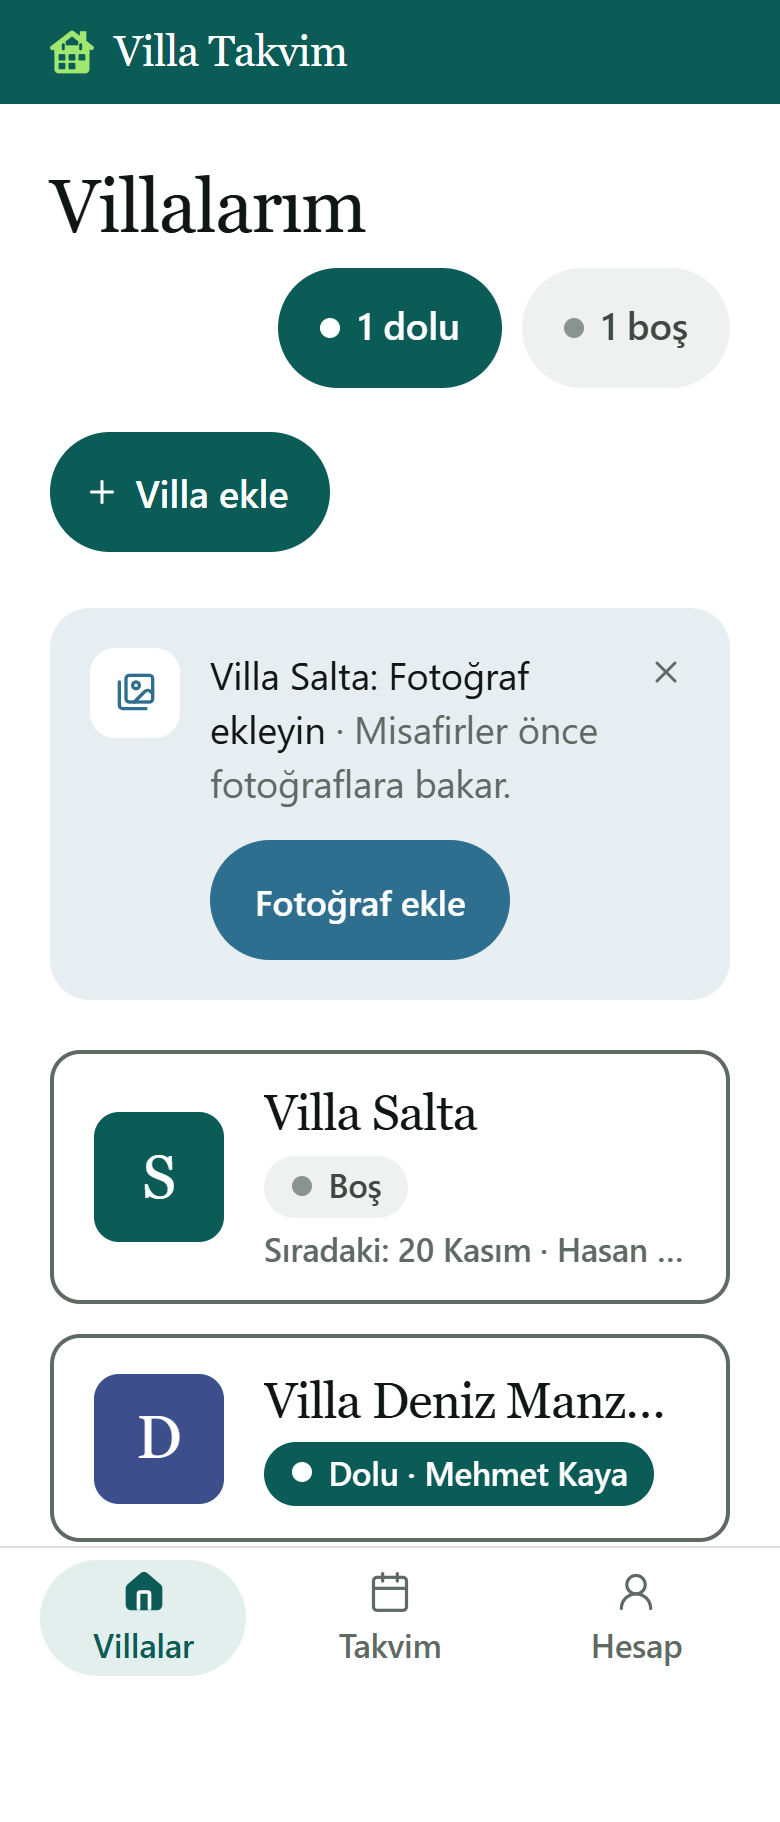 Villa Takvim
Villalarım
1 dolu
1 boş
+ Villa ekle
Villa Salta: Fotoğraf
ekleyin · Misafirler önce
fotoğraflara bakar.
Fotoğraf ekle
S
Villa Salta
Boş
Sıradaki: 20 Kasım · Hasan ...
D
Villa Deniz Manz...
Dolu · Mehmet Kaya
Villalar
Takvim
Hesap